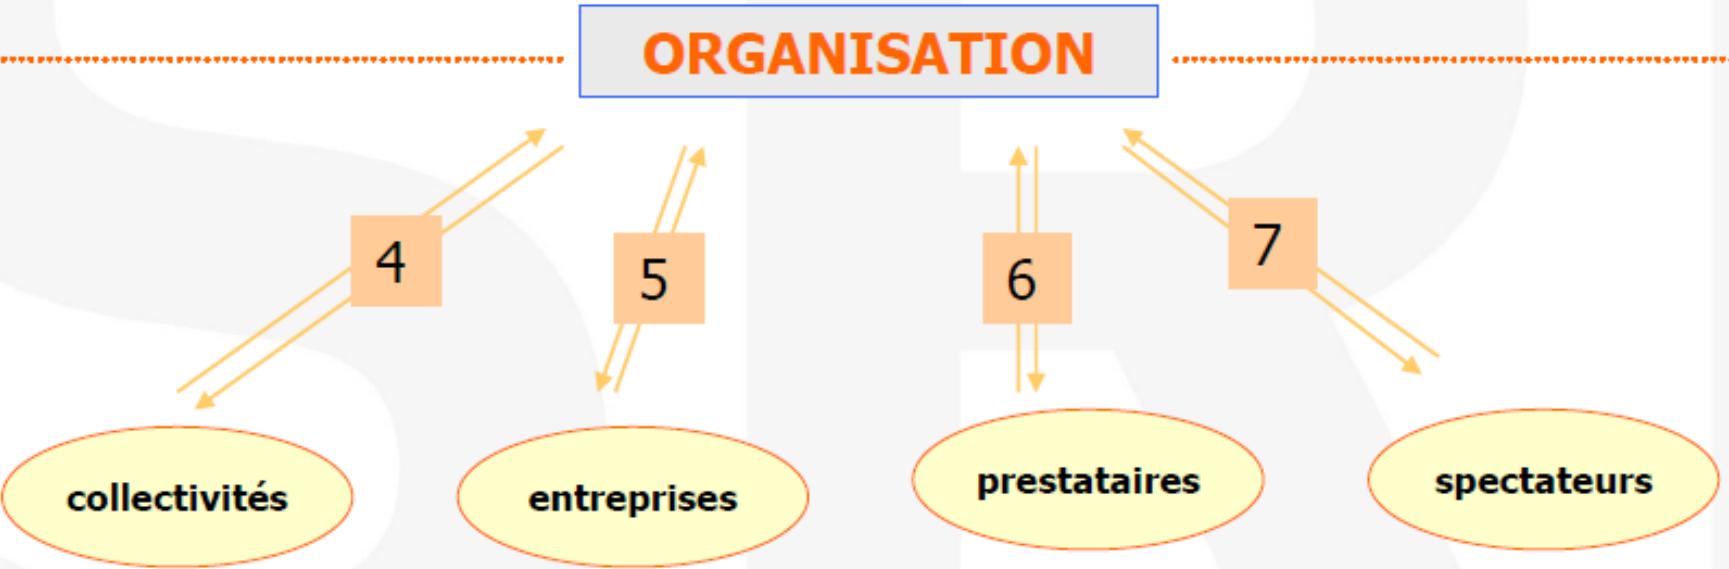 ORGANISATION
4
5
6
7
collectivités
entreprises
prestataires
spectateurs